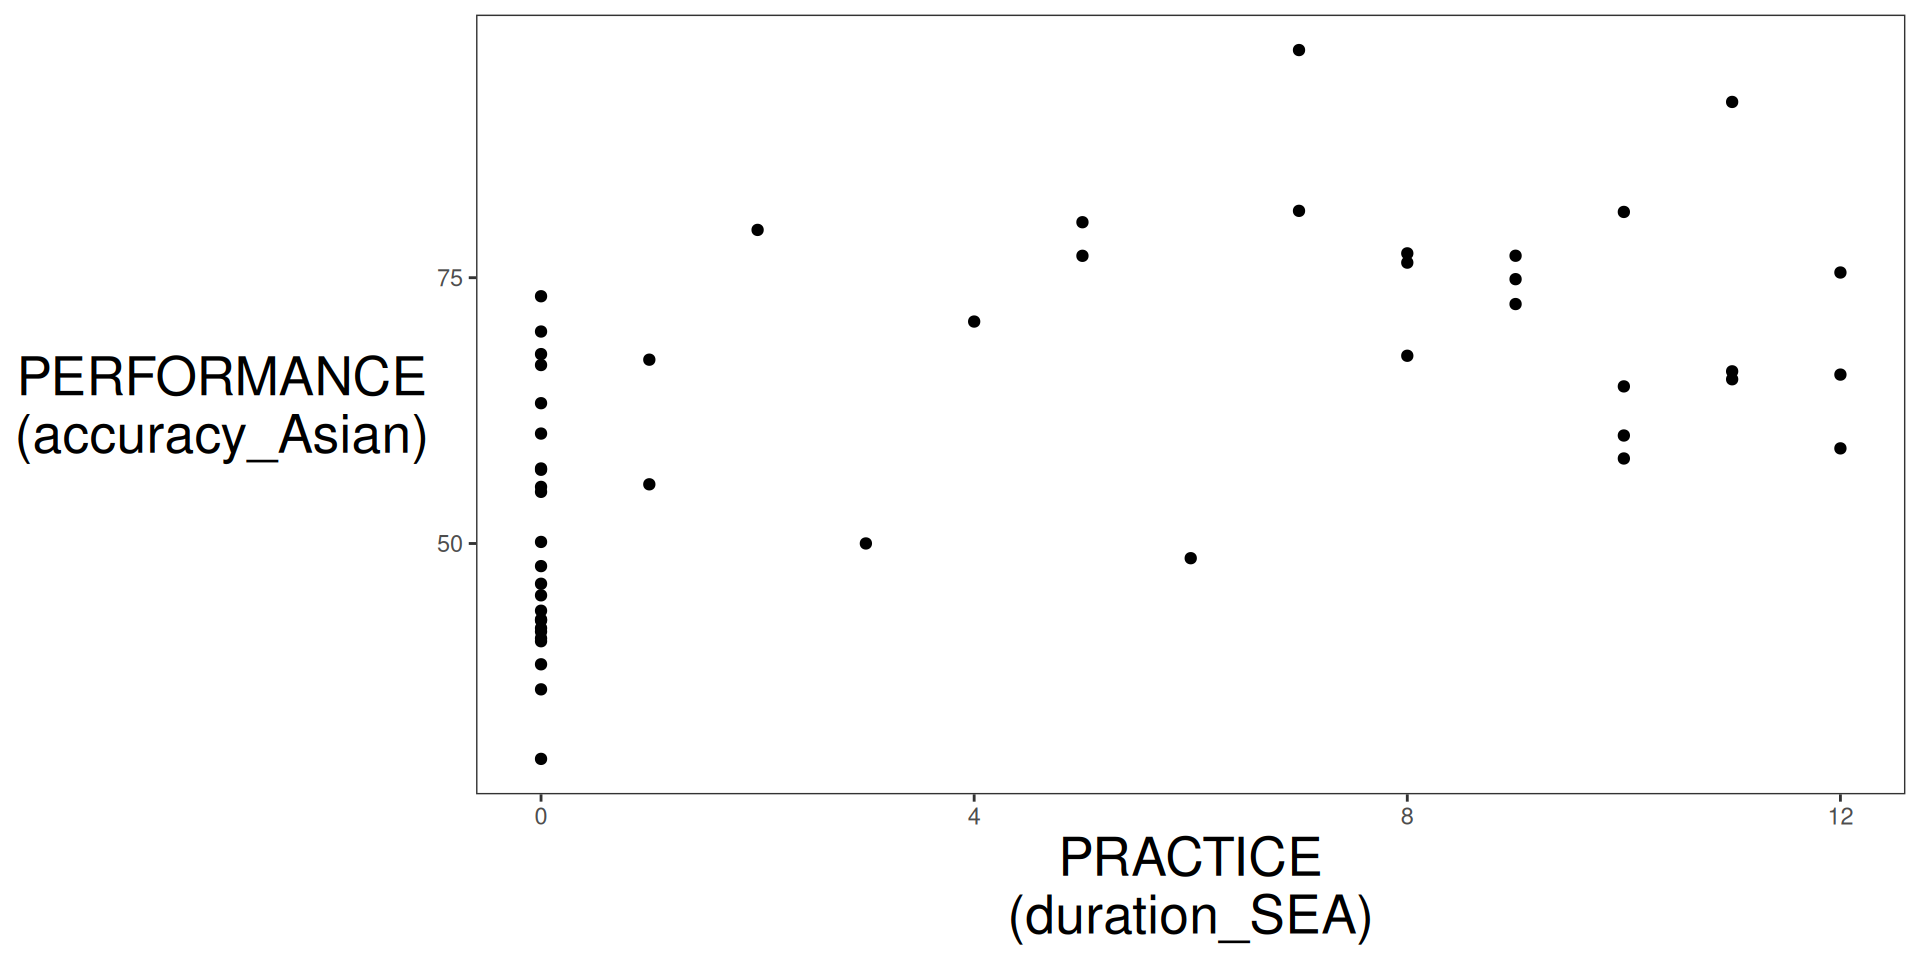 75
50
PERFORMANCE
(accuracy_Asian)
0 4 8 12
PRACTICE
(duration_SEA)